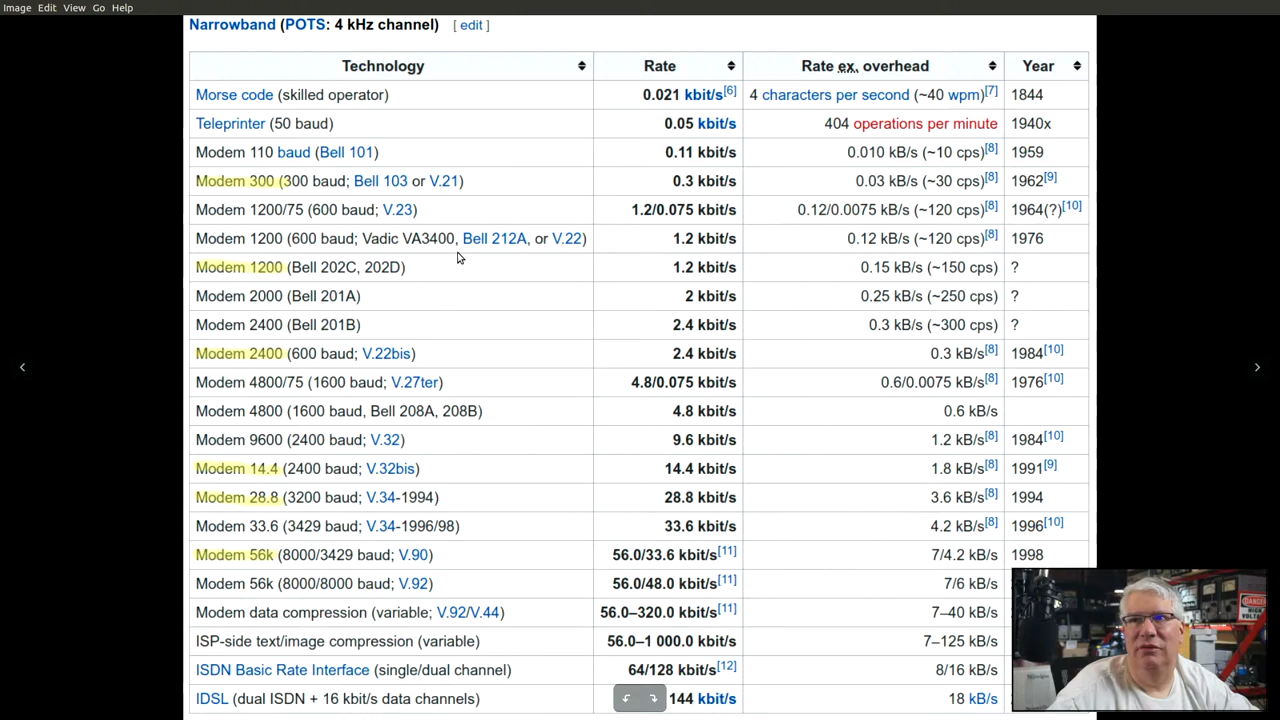 Image Edit View Go Help
Narrowband (POTS: 4 kHz channel) [ edit ]
Technology Rate Rate ex. overhead Year
Morse code (skilled operator) 0.021 kbit/s[6] 4 characters per second (~40 wpm)[7] 1844
Teleprinter (50 baud) 0.05 kbit/s 404 operations per minute 1940x
Modem 110 baud (Bell 101) 0.11 kbit/s 0.010 kB/s (~10 cps)[8] 1959
Modem 300 (300 baud; Bell 103 or V.21) 0.3 kbit/s 0.03 kB/s (~30 cps)[8] 1962[9]
Modem 1200/75 (600 baud; V.23) 1.2/0.075 kbit/s 0.12/0.0075 kB/s (~120 cps)[8] 1964(?)[10]
Modem 1200 (600 baud; Vadic VA3400, Bell 212A, or V.22) 1.2 kbit/s 0.12 kB/s (~120 cps)[8] 1976
Modem 1200 (Bell 202C, 202D) 1.2 kbit/s 0.15 kB/s (~150 cps) ?
Modem 2000 (Bell 201A) 2 kbit/s 0.25 kB/s (~250 cps) ?
Modem 2400 (Bell 201B) 2.4 kbit/s 0.3 kB/s (~300 cps) ?
Modem 2400 (600 baud; V.22bis) 2.4 kbit/s 0.3 kB/s[8] 1984[10]
Modem 4800/75 (1600 baud; V.27ter) 4.8/0.075 kbit/s 0.6/0.0075 kB/s[8] 1976[10]
Modem 4800 (1600 baud, Bell 208A, 208B) 4.8 kbit/s 0.6 kB/s
Modem 9600 (2400 baud; V.32) 9.6 kbit/s 1.2 kB/s[8] 1984[10]
Modem 14.4 (2400 baud; V.32bis) 14.4 kbit/s 1.8 kB/s[8] 1991[9]
Modem 28.8 (3200 baud; V.34-1994) 28.8 kbit/s 3.6 kB/s[8] 1994
Modem 33.6 (3429 baud; V.34-1996/98) 33.6 kbit/s 4.2 kB/s[8] 1996[10]
Modem 56k (8000/3429 baud; V.90) 56.0/33.6 kbit/s[11] 7/4.2 kB/s 1998
Modem 56k (8000/8000 baud; V.92) 56.0/48.0 kbit/s[11] 7/6 kB/s
Modem data compression (variable; V.92/V.44) 56.0–320.0 kbit/s[11] 7–40 kB/s
ISP-side text/image compression (variable) 56.0–1 000.0 kbit/s 7–125 kB/s
ISDN Basic Rate Interface (single/dual channel) 64/128 kbit/s[12] 8/16 kB/s
IDSL (dual ISDN + 16 kbit/s data channels) 144 kbit/s 18 kB/s
DANGER
HIGH
VOLTAGE